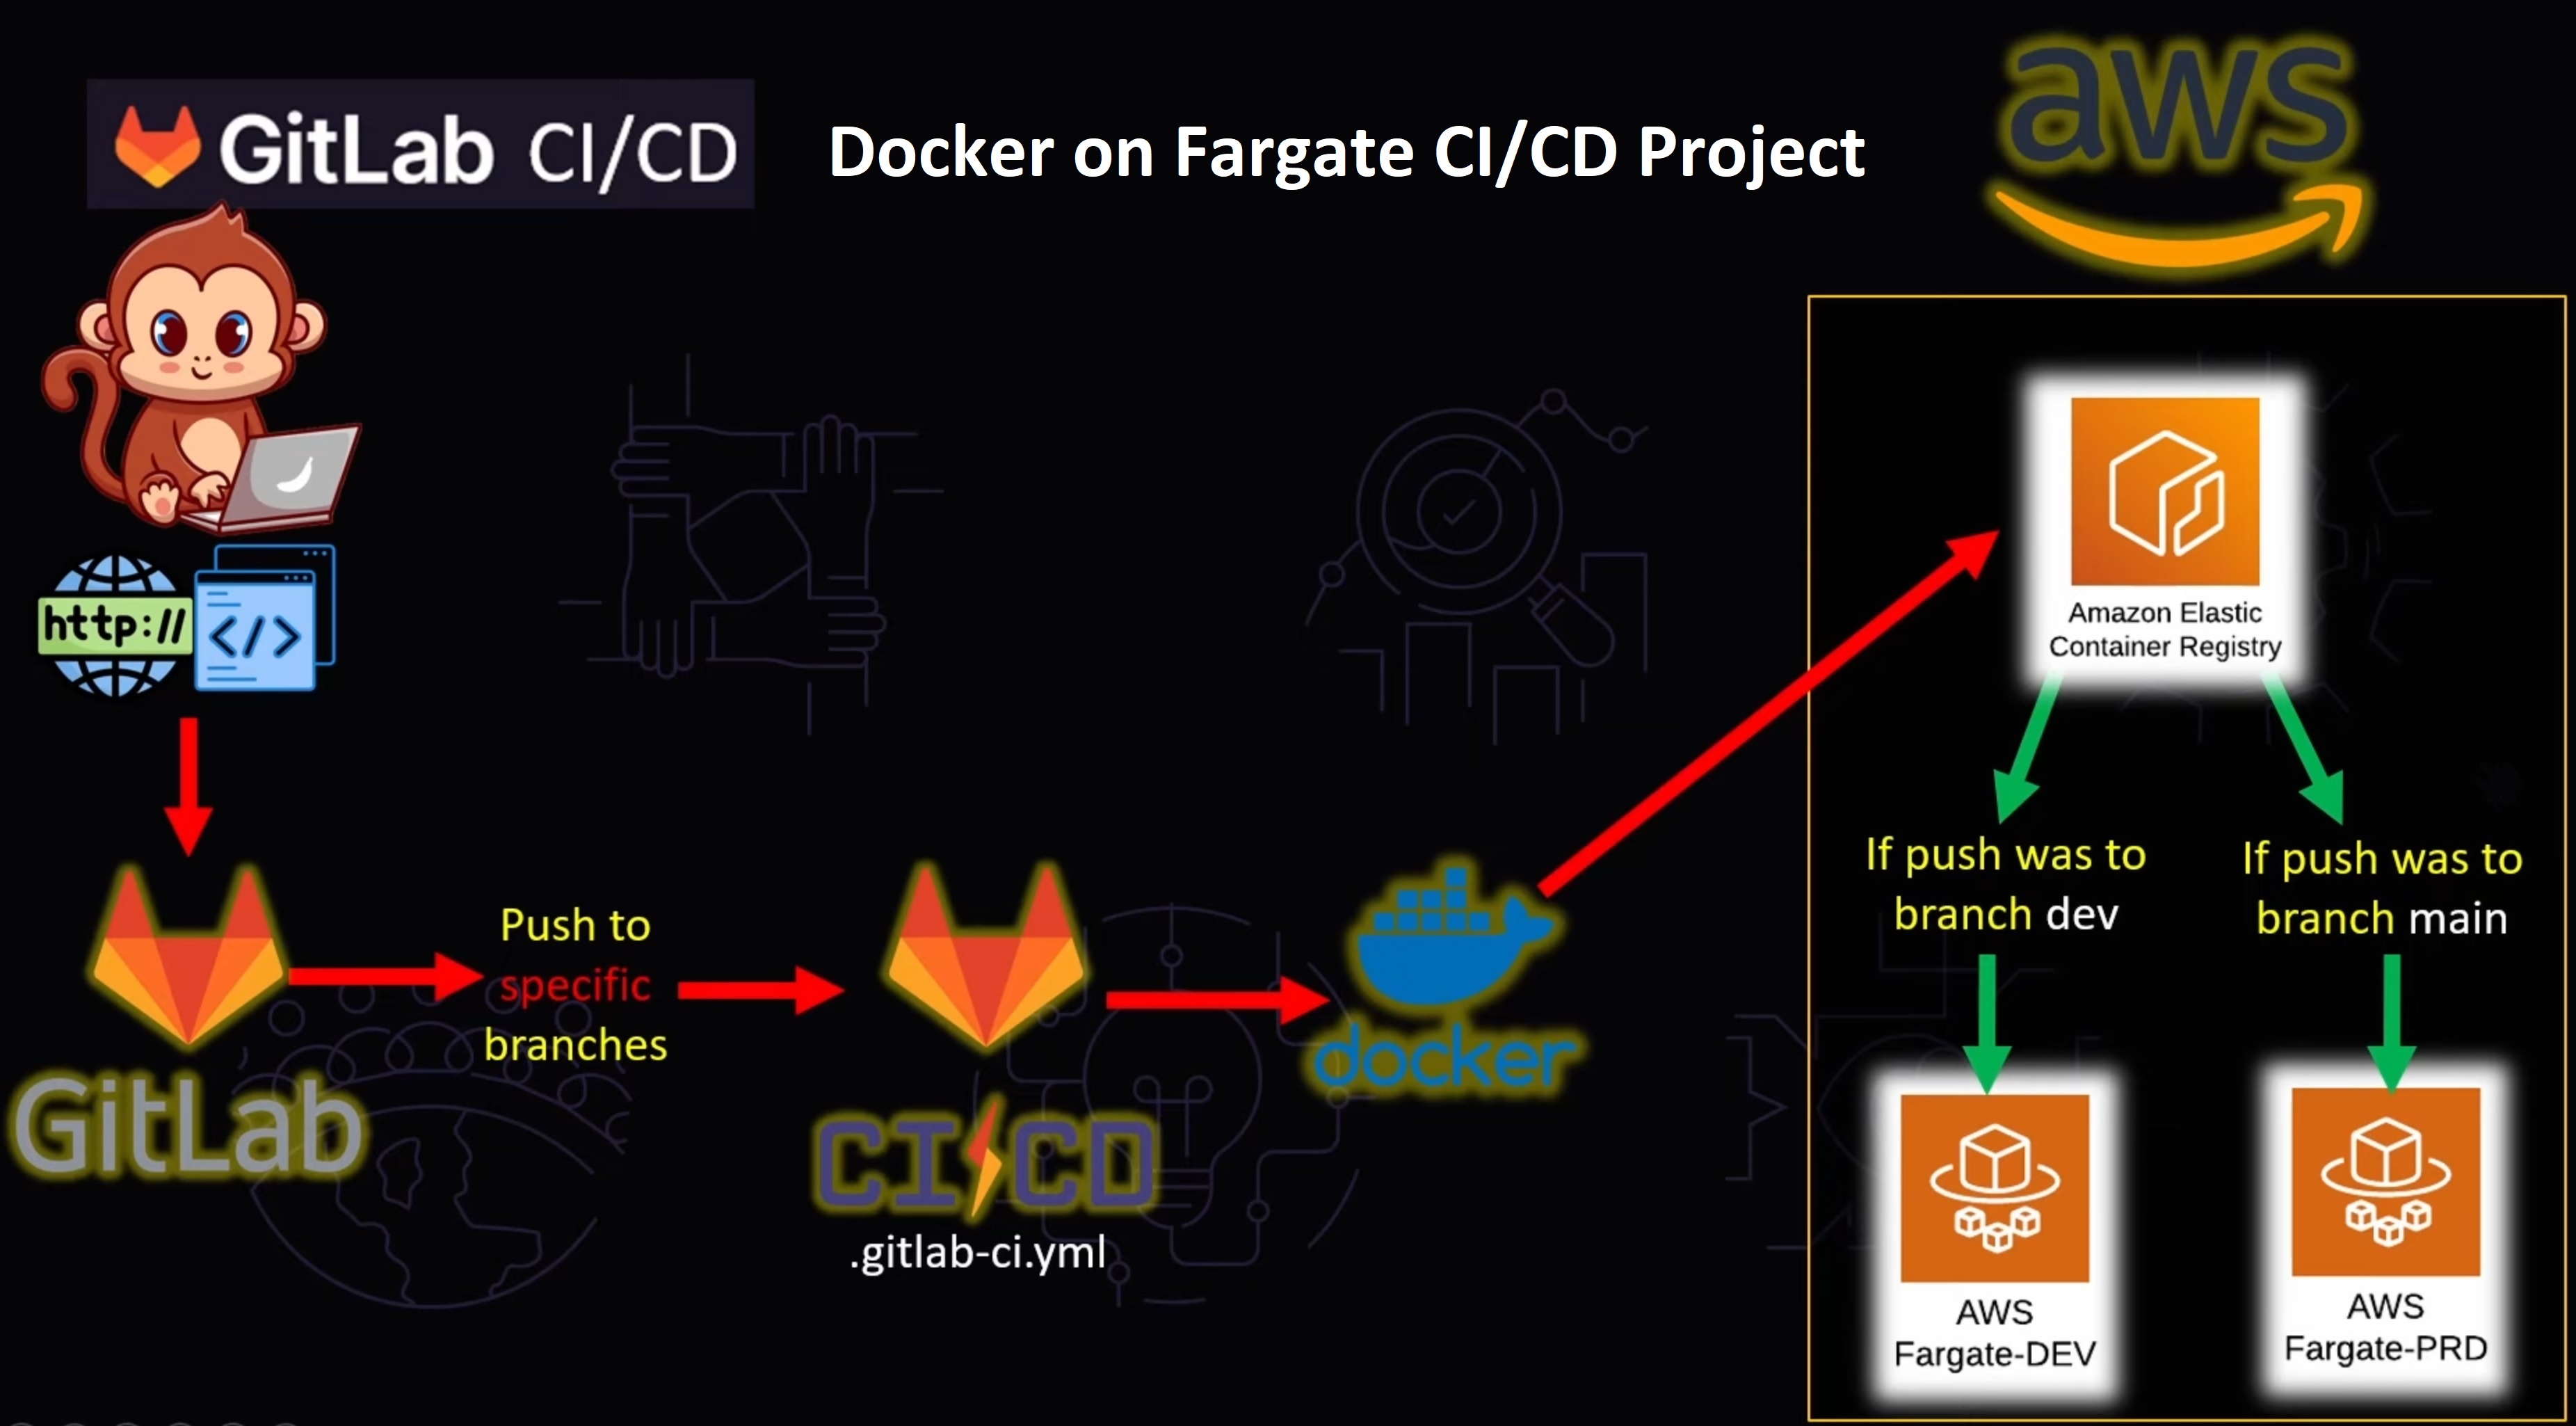 GitLab CI/CD
Docker on Fargate CI/CD Project
aws
http://
</>
GitLab
Push to
specific
branches
CI/CD
.gitlab-ci.yml
docker
Amazon Elastic
Container Registry
If push was to
branch dev
If push was to
branch main
AWS
Fargate-DEV
AWS
Fargate-PRD